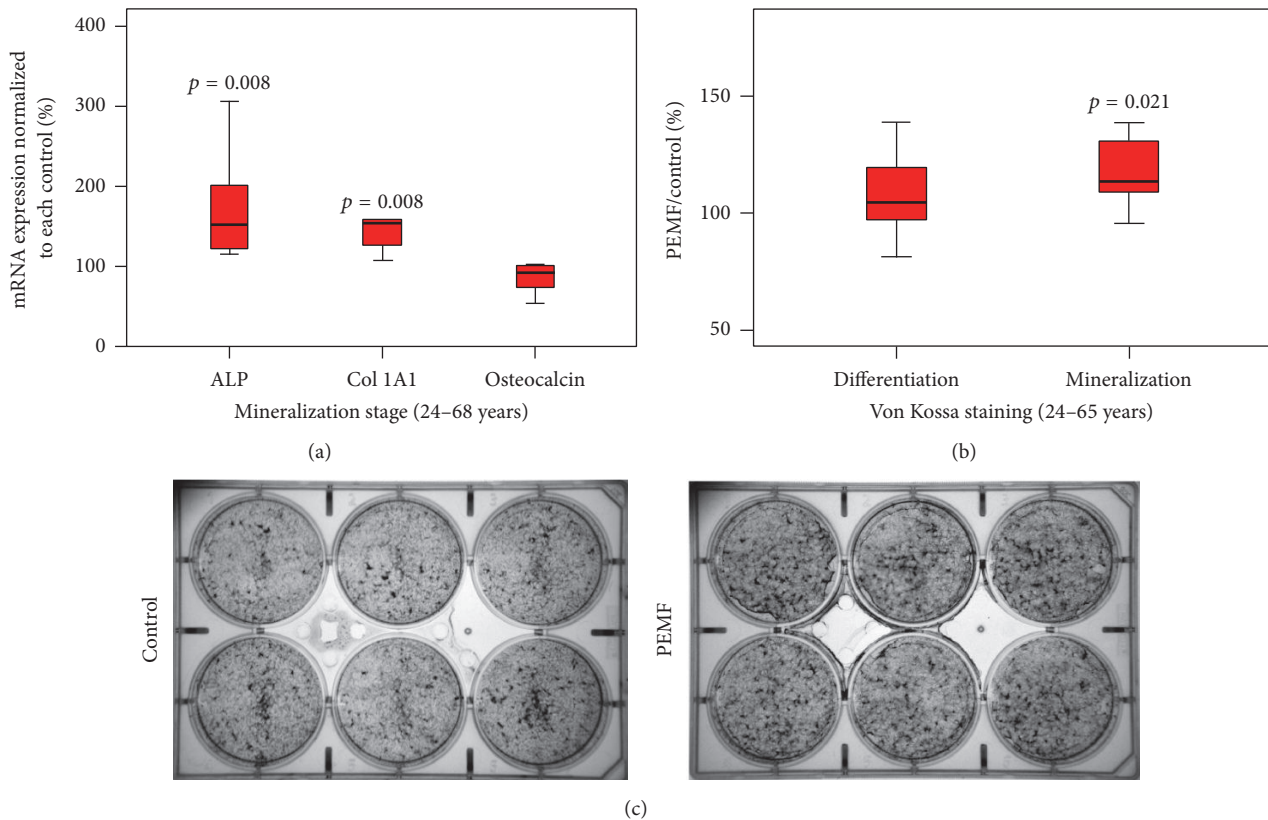 mRNA expression normalized
to each control (%)
400
300
200
100
0
p = 0.008
p = 0.008
ALP
Col 1A1
Osteocalcin
Mineralization stage (24–68 years)
(a)
PEMF/control (%)
150
100
50
p = 0.021
Differentiation
Mineralization
Von Kossa staining (24–65 years)
(b)
Control
PEMF
(c)